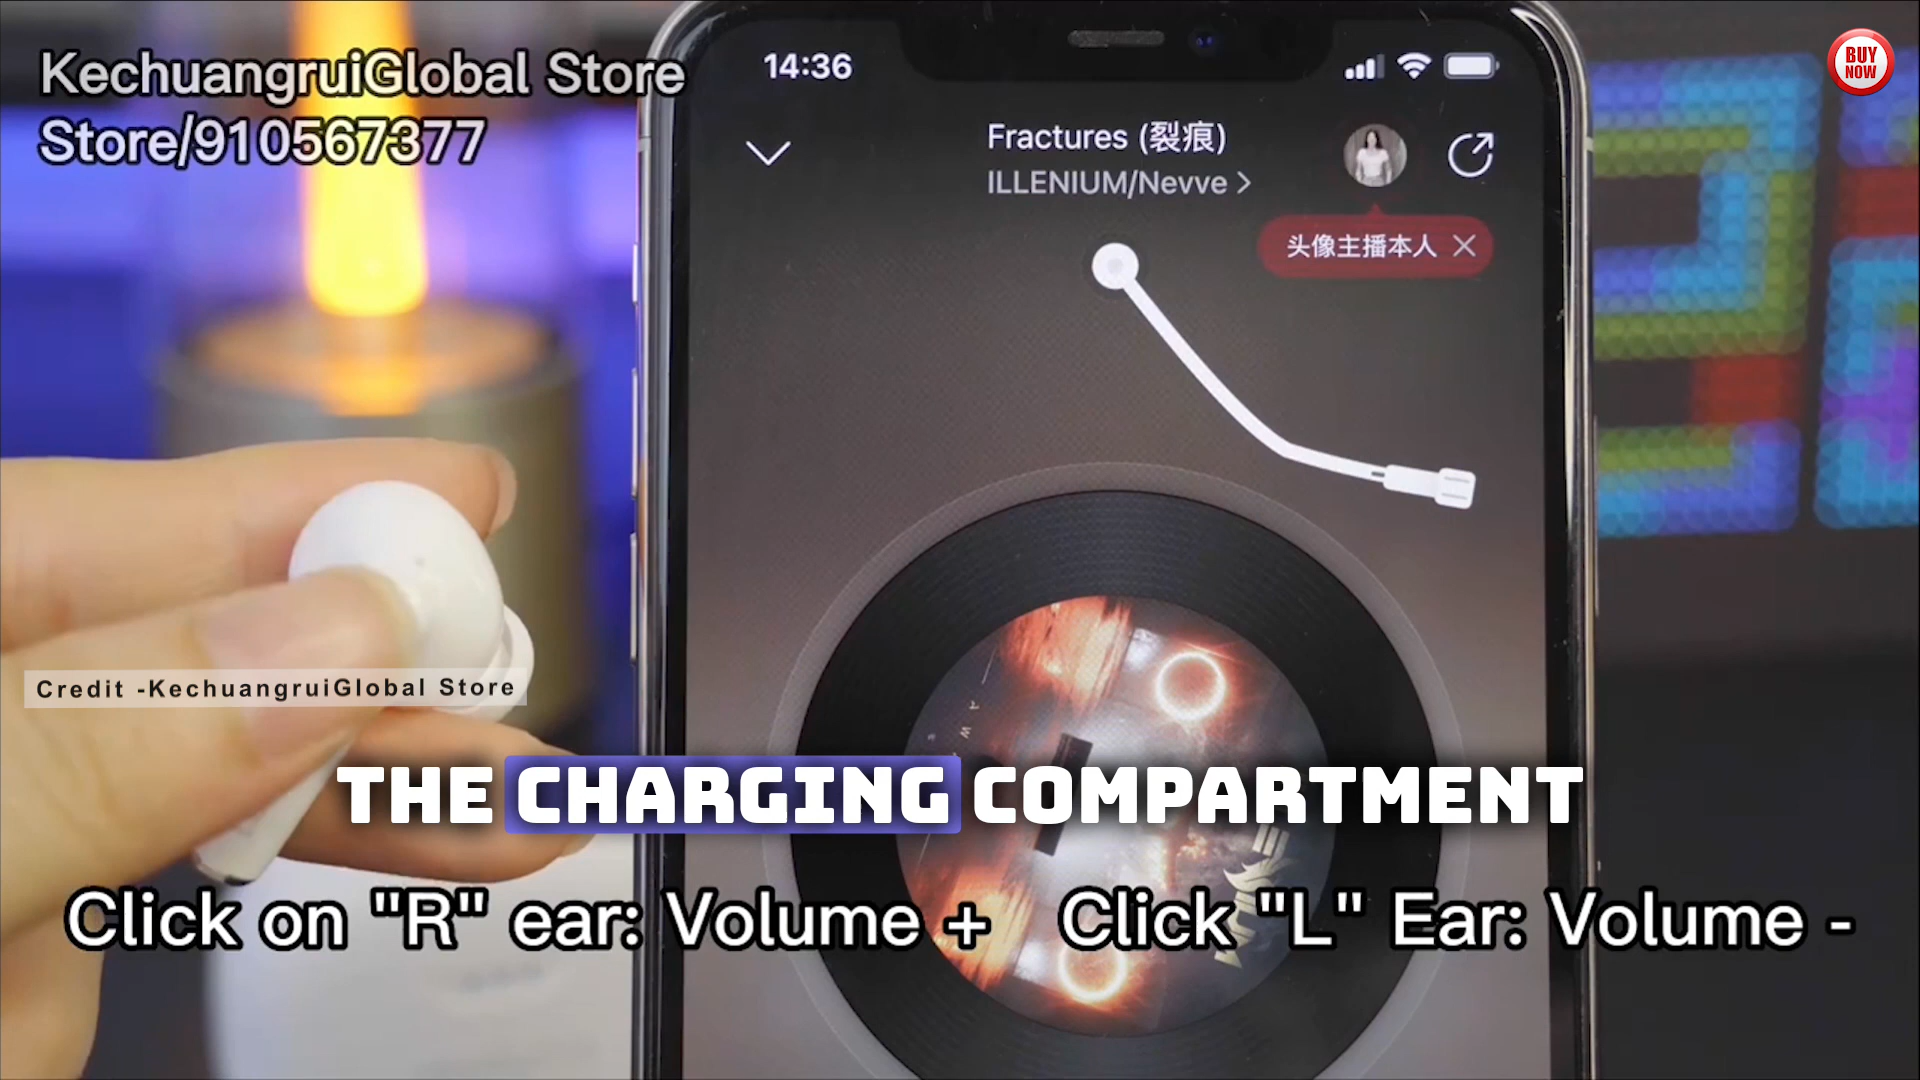 KechuangruiGlobal Store
Store/910567377
BUY
NOW
14:36
Fractures (裂痕)
ILLENIUM/Nevve >
头像主播本人 ×
Credit -KechuangruiGlobal Store
THE CHARGING COMPARTMENT
Click on "R" ear: Volume + Click "L" Ear: Volume -